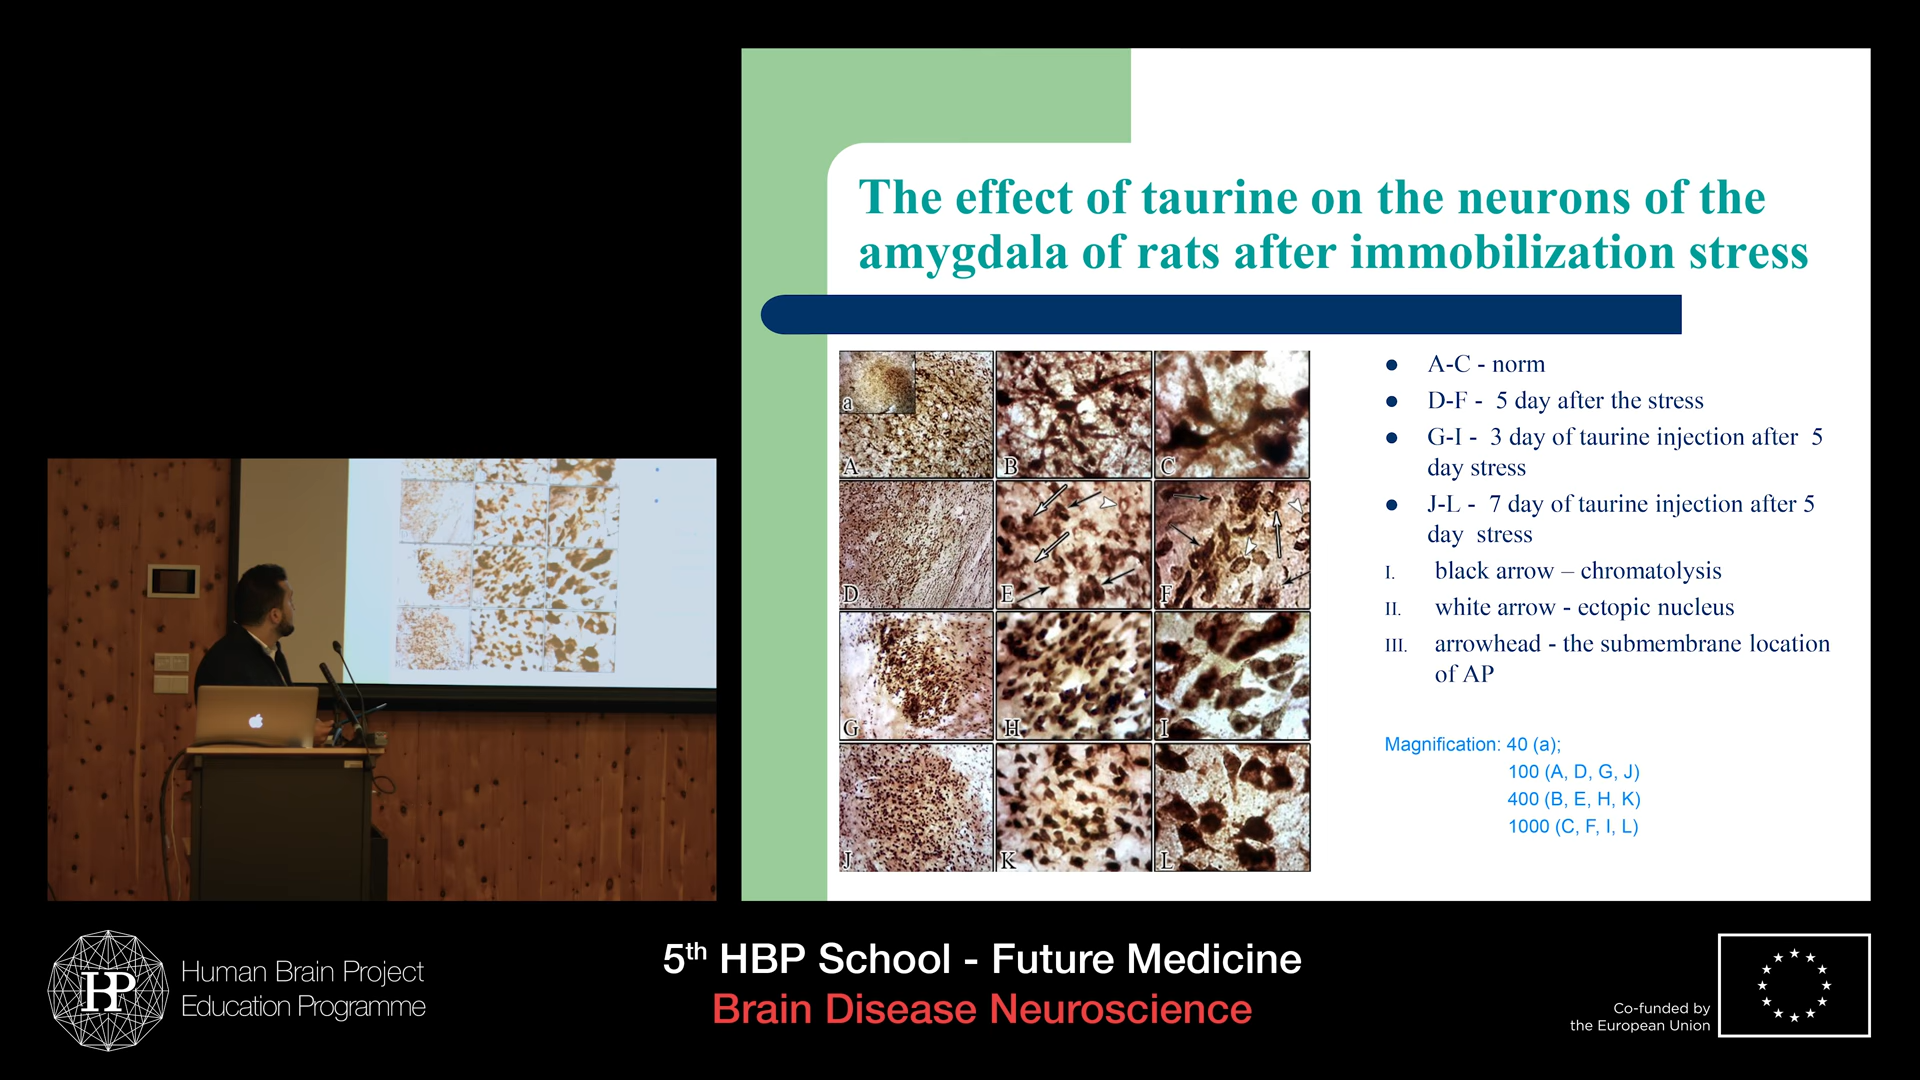 The effect of taurine on the neurons of the
amygdala of rats after immobilization stress
a
A
B
C
D
E
F
G
H
I
J
K
L
● A-C - norm
● D-F - 5 day after the stress
● G-I - 3 day of taurine injection after 5
day stress
● J-L - 7 day of taurine injection after 5
day stress
I. black arrow – chromatolysis
II. white arrow - ectopic nucleus
III. arrowhead - the submembrane location
of AP
Magnification: 40 (a);
100 (A, D, G, J)
400 (B, E, H, K)
1000 (C, F, I, L)
HBP
Human Brain Project
Education Programme
5th HBP School - Future Medicine
Brain Disease Neuroscience
Co-funded by
the European Union